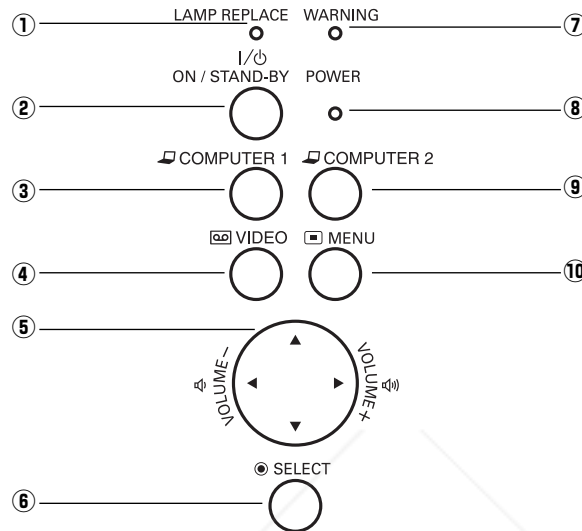 ① LAMP REPLACE WARNING ⑦
I/⏻
② ON / STAND-BY POWER ⑧
③ COMPUTER 1 COMPUTER 2 ⑨
④ VIDEO MENU ⑩
⑤ VOLUME − VOLUME +
⑥ SELECT